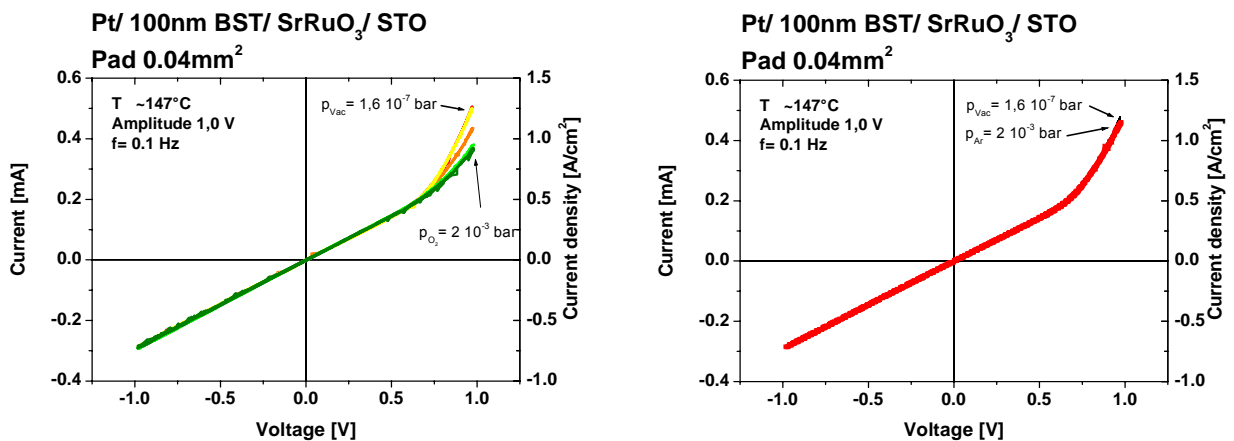 Pt/ 100nm BST/ SrRuO3/ STO
Pad 0.04mm2
0.6
0.4
0.2
0.0
-0.2
-0.4
Current [mA]
T ~147°C
Amplitude 1,0 V
f= 0.1 Hz
pVac= 1,6 10-7 bar
pO2= 2 10-3 bar
1.5
1.0
0.5
0.0
-0.5
-1.0
Current density [A/cm2]
-1.0 -0.5 0.0 0.5 1.0
Voltage [V]
Pt/ 100nm BST/ SrRuO3/ STO
Pad 0.04mm2
0.6
0.4
0.2
0.0
-0.2
-0.4
Current [mA]
T ~147°C
Amplitude 1,0 V
f= 0.1 Hz
pVac= 1,6 10-7 bar
pAr= 2 10-3 bar
1.5
1.0
0.5
0.0
-0.5
-1.0
Current density [A/cm2]
-1.0 -0.5 0.0 0.5 1.0
Voltage [V]